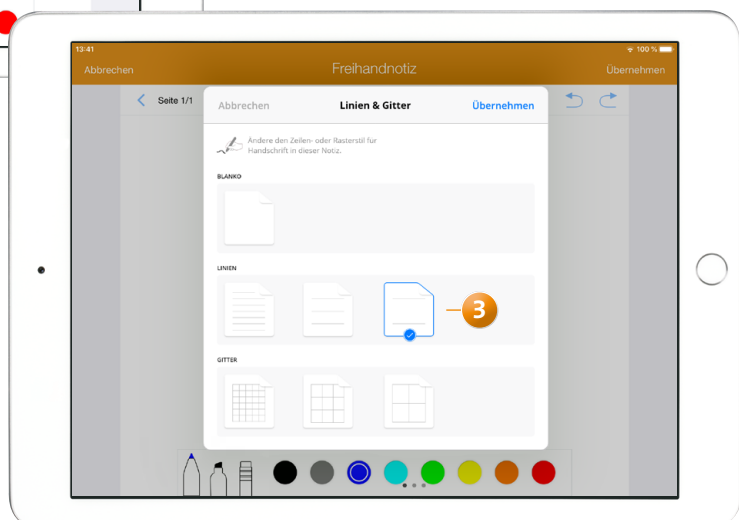 13:41
100 %
Abbrechen
Freihandnotiz
Übernehmen
Seite 1/1
Abbrechen
Linien & Gitter
Übernehmen
Ändere den Zeilen- oder Rasterstil für
Handschrift in dieser Notiz.
BLANKO
LINIEN
3
GITTER